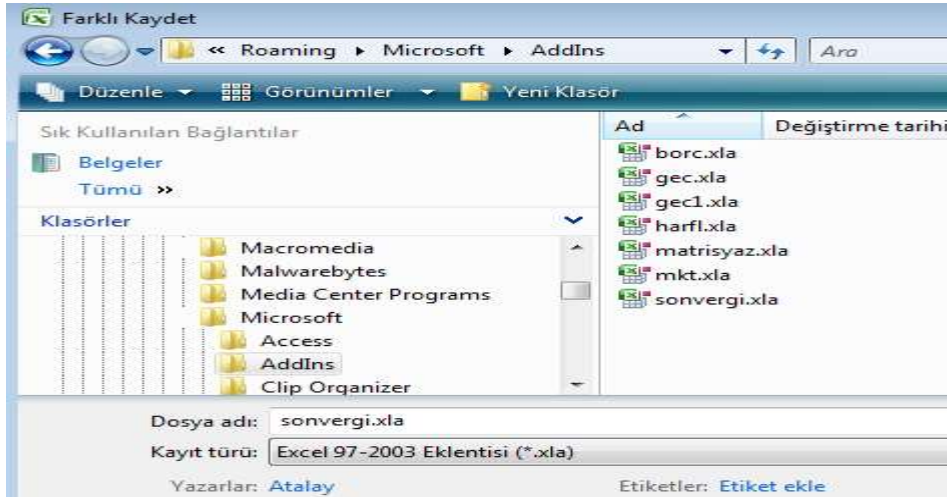 Farklı Kaydet
« Roaming ▸ Microsoft ▸ AddIns
Ara
Düzenle
Görünümler
Yeni Klasör
Sık Kullanılan Bağlantılar
Belgeler
Tümü »
Klasörler
Macromedia
Malwarebytes
Media Center Programs
Microsoft
Access
AddIns
Clip Organizer
Ad
Değiştirme tarihi
borc.xla
gec.xla
gec1.xla
harfl.xla
matrisyaz.xla
mkt.xla
sonvergi.xla
Dosya adı: sonvergi.xla
Kayıt türü: Excel 97-2003 Eklentisi (*.xla)
Yazarlar: Atalay
Etiketler: Etiket ekle